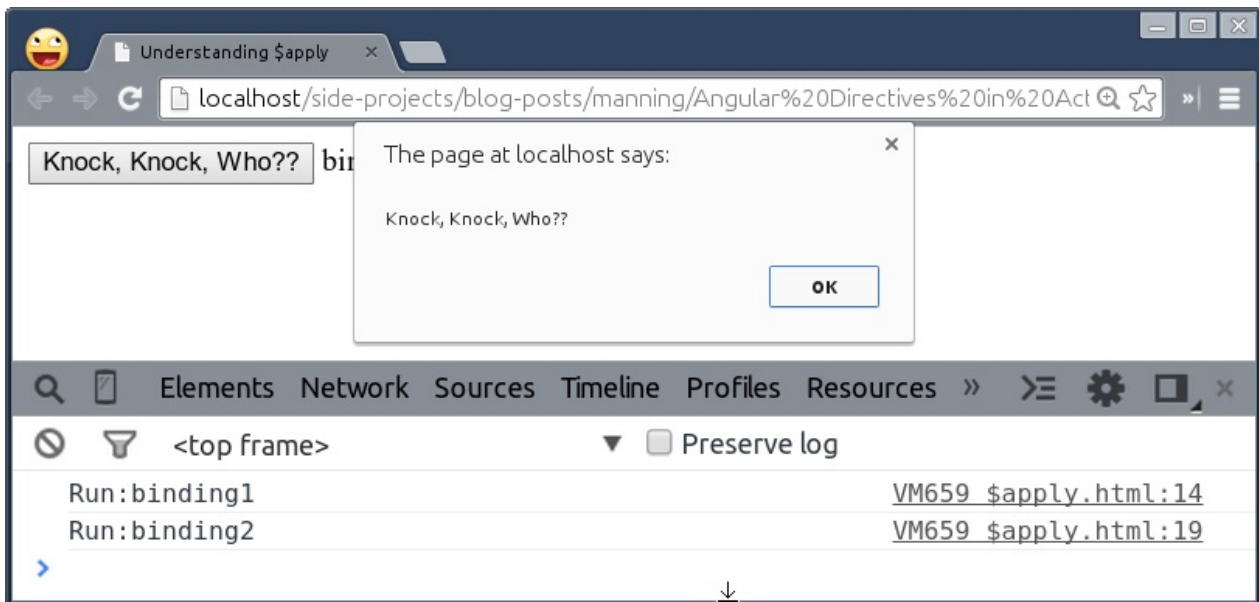 Understanding $apply
localhost/side-projects/blog-posts/manning/Angular%20Directives%20in%20Act
Knock, Knock, Who??
The page at localhost says:
Knock, Knock, Who??
OK
Elements Network Sources Timeline Profiles Resources »
<top frame> Preserve log
Run:binding1 VM659 $apply.html:14
Run:binding2 VM659 $apply.html:19